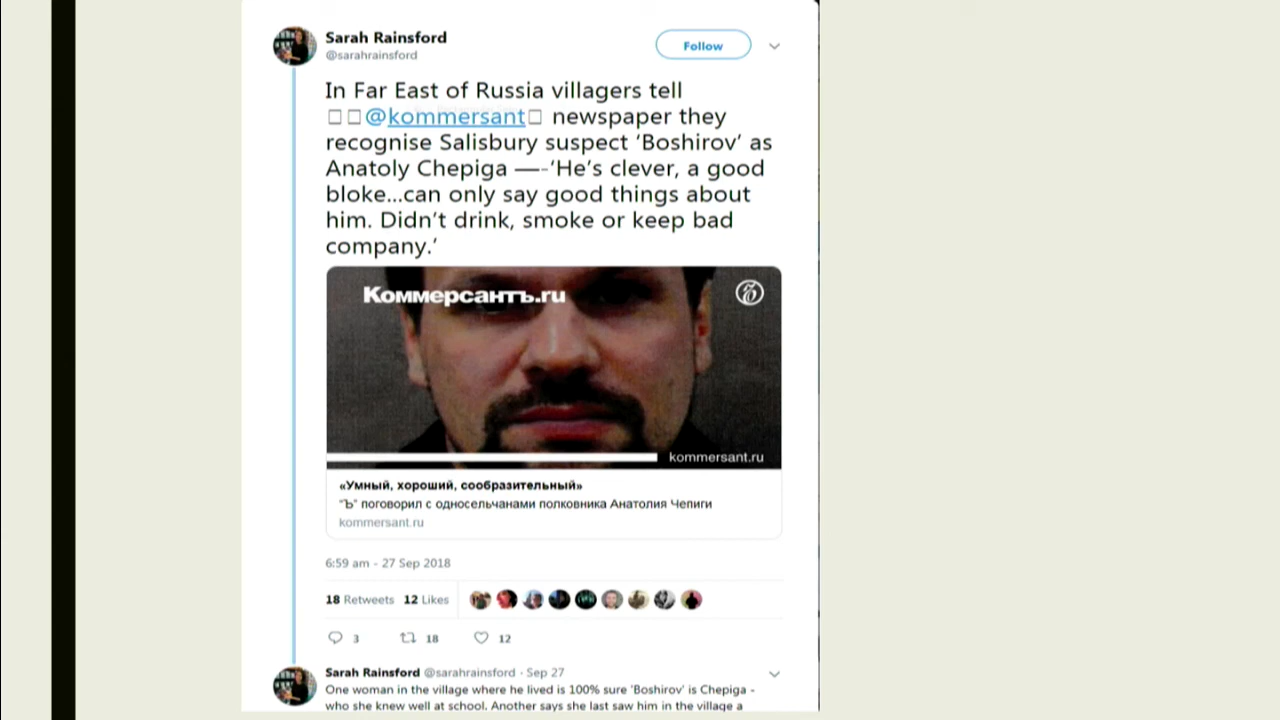 Sarah Rainsford
@sarahrainsford
Follow
In Far East of Russia villagers tell
@kommersant newspaper they
recognise Salisbury suspect ‘Boshirov’ as
Anatoly Chepiga —-‘He’s clever, a good
bloke...can only say good things about
him. Didn’t drink, smoke or keep bad
company.’
Коммерсантъ.ru
kommersant.ru
«Умный, хороший, сообразительный»
"Ъ" поговорил с односельчанами полковника Анатолия Чепиги
kommersant.ru
6:59 am - 27 Sep 2018
18 Retweets 12 Likes
3 18 12
Sarah Rainsford @sarahrainsford · Sep 27
One woman in the village where he lived is 100% sure 'Boshirov' is Chepiga -
who she knew well at school. Another says she last saw him in the village a